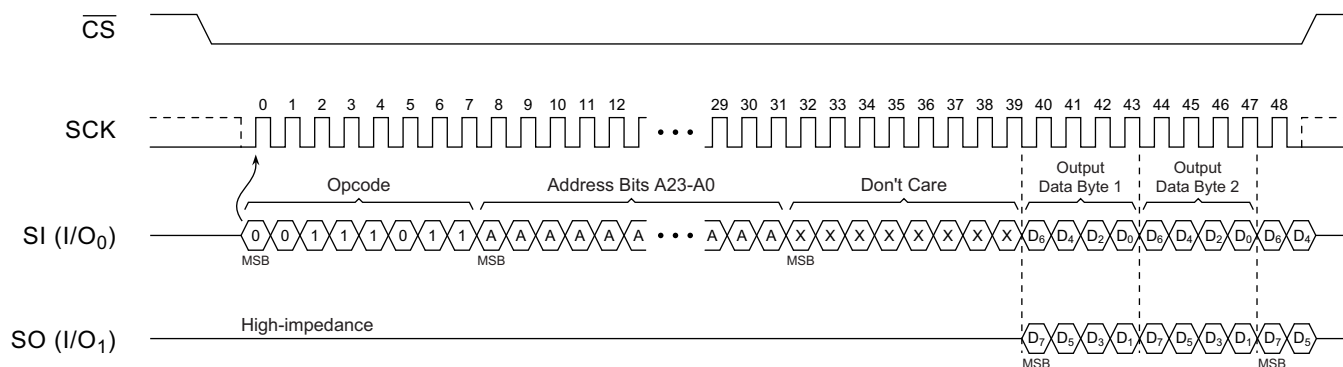 CS
0 1 2 3 4 5 6 7 8 9 10 11 12 29 30 31 32 33 34 35 36 37 38 39 40 41 42 43 44 45 46 47 48
SCK
Opcode Address Bits A23-A0 Don't Care Output Data Byte 1 Output Data Byte 2
SI (I/O₀) 0 0 1 1 1 0 1 1 A A A A A A A A A X X X X X X X X D₆ D₄ D₂ D₀ D₆ D₄ D₂ D₀ D₆ D₄
MSB MSB MSB
High-impedance
SO (I/O₁) D₇ D₅ D₃ D₁ D₇ D₅ D₃ D₁ D₇ D₅
MSB MSB